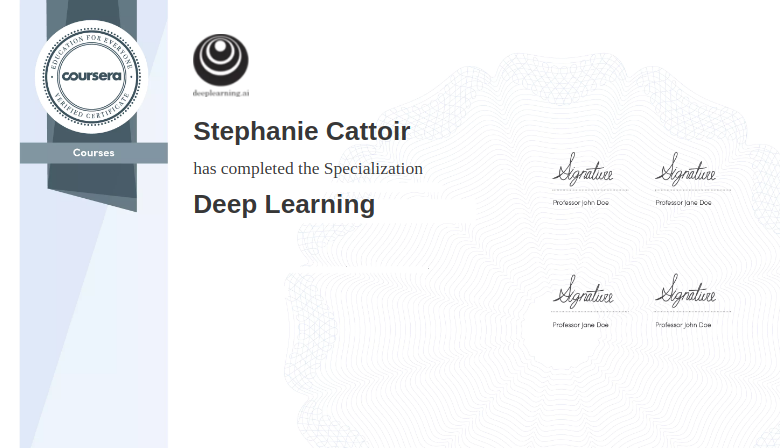 EDUCATION FOR EVERYONE
coursera
VERIFIED CERTIFICATE
Courses
deeplearning.ai
Stephanie Cattoir
has completed the Specialization
Deep Learning
Signature Signature
Professor John Doe Professor Jane Doe
Signature Signature
Professor Jane Doe Professor John Doe